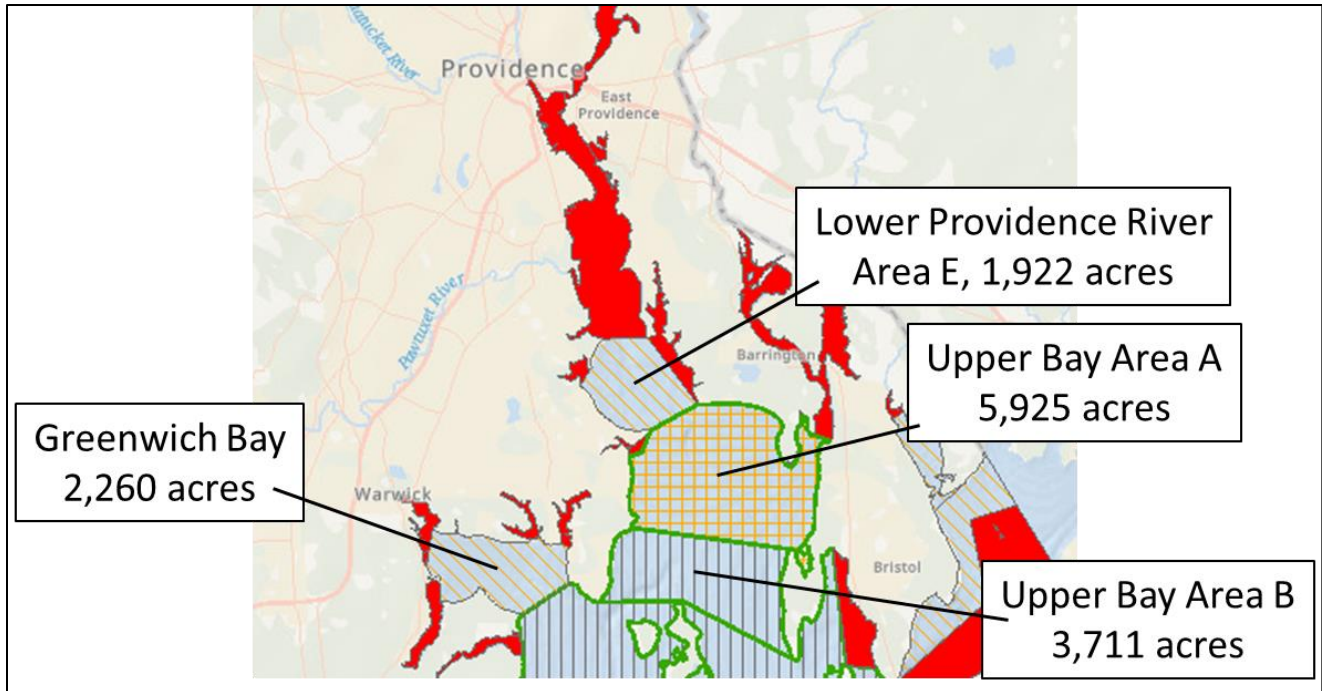 Providence
East
Providence
Pawtuxet River
Lower Providence River
Area E, 1,922 acres
Barrington
Upper Bay Area A
5,925 acres
Greenwich Bay
2,260 acres
Warwick
Bristol
Upper Bay Area B
3,711 acres